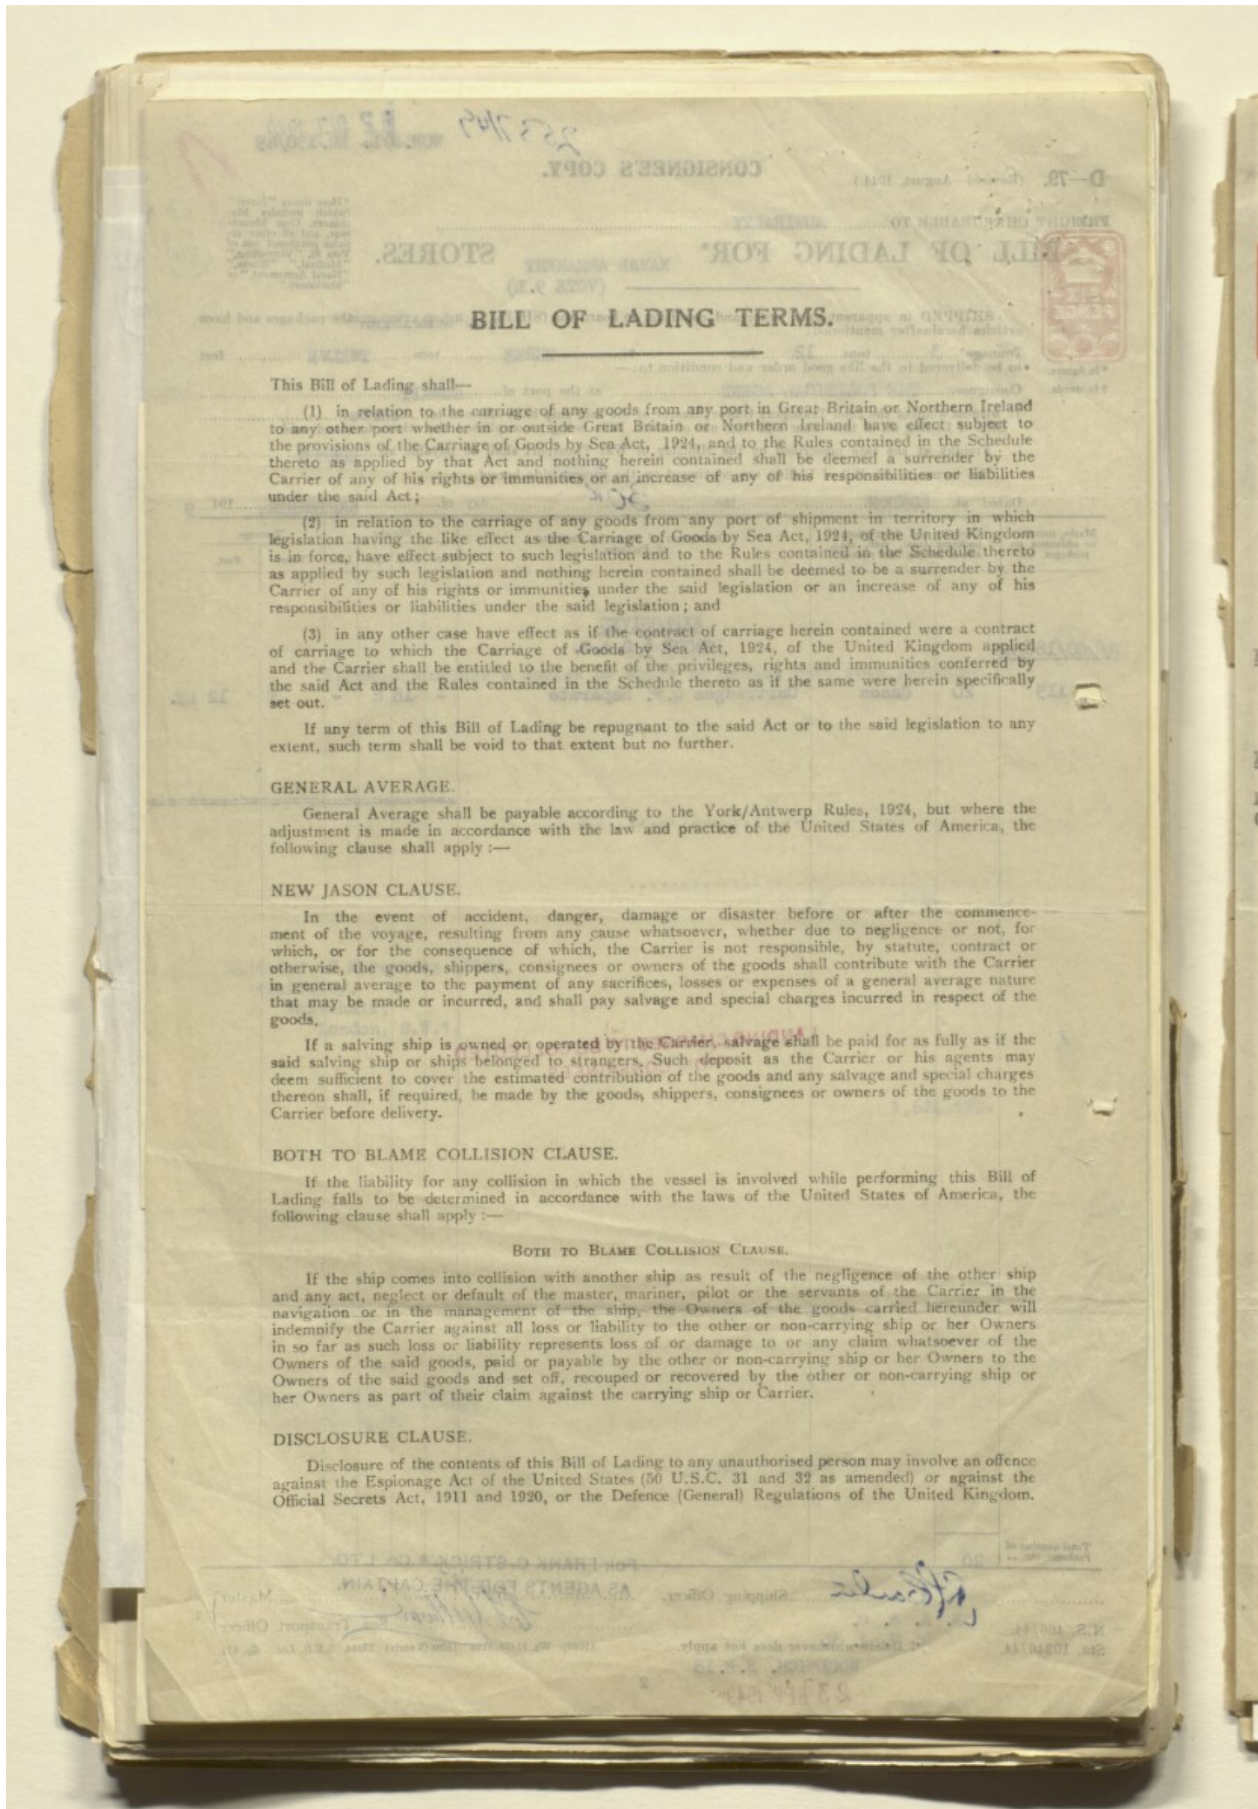 BILL OF LADING TERMS.
This Bill of Lading shall—
(1) in relation to the carriage of any goods from any port in Great Britain or Northern Ireland
to any other port whether in or outside Great Britain or Northern Ireland have effect subject to
the provisions of the Carriage of Goods by Sea Act, 1924, and to the Rules contained in the Schedule
thereto as applied by that Act and nothing herein contained shall be deemed a surrender by the
Carrier of any of his rights or immunities or an increase of any of his responsibilities or liabilities
under the said Act;
(2) in relation to the carriage of any goods from any port of shipment in territory in which
legislation having the like effect as the Carriage of Goods by Sea Act, 1924, of the United Kingdom
is in force, have effect subject to such legislation and to the Rules contained in the Schedule thereto
as applied by such legislation and nothing herein contained shall be deemed to be a surrender by the
Carrier of any of his rights or immunities under the said legislation or an increase of any of his
responsibilities or liabilities under the said legislation; and
(3) in any other case have effect as if the contract of carriage herein contained were a contract
of carriage to which the Carriage of Goods by Sea Act, 1924, of the United Kingdom applied
and the Carrier shall be entitled to the benefit of the privileges, rights and immunities conferred by
the said Act and the Rules contained in the Schedule thereto as if the same were herein specifically
set out.
If any term of this Bill of Lading be repugnant to the said Act or to the said legislation to any
extent, such term shall be void to that extent but no further.
GENERAL AVERAGE.
General Average shall be payable according to the York/Antwerp Rules, 1924, but where the
adjustment is made in accordance with the law and practice of the United States of America, the
following clause shall apply :—
NEW JASON CLAUSE.
In the event of accident, danger, damage or disaster before or after the commence-
ment of the voyage, resulting from any cause whatsoever, whether due to negligence or not, for
which, or for the consequence of which, the Carrier is not responsible, by statute, contract or
otherwise, the goods, shippers, consignees or owners of the goods shall contribute with the Carrier
in general average to the payment of any sacrifices, losses or expenses of a general average nature
that may be made or incurred, and shall pay salvage and special charges incurred in respect of the
goods.
If a salving ship is owned or operated by the Carrier, salvage shall be paid for as fully as if the
said salving ship or ships belonged to strangers. Such deposit as the Carrier or his agents may
deem sufficient to cover the estimated contribution of the goods and any salvage and special charges
thereon shall, if required, be made by the goods, shippers, consignees or owners of the goods to the
Carrier before delivery.
BOTH TO BLAME COLLISION CLAUSE.
If the liability for any collision in which the vessel is involved while performing this Bill of
Lading falls to be determined in accordance with the laws of the United States of America, the
following clause shall apply :—
BOTH TO BLAME COLLISION CLAUSE.
If the ship comes into collision with another ship as result of the negligence of the other ship
and any act, neglect or default of the master, mariner, pilot or the servants of the Carrier in the
navigation or in the management of the ship, the Owners of the goods carried hereunder will
indemnify the Carrier against all loss or liability to the other or non-carrying ship or her Owners
in so far as such loss or liability represents loss of or damage to or any claim whatsoever of the
Owners of the said goods, paid or payable by the other or non-carrying ship or her Owners to the
Owners of the said goods and set off, recouped or recovered by the other or non-carrying ship or
her Owners as part of their claim against the carrying ship or Carrier.
DISCLOSURE CLAUSE.
Disclosure of the contents of this Bill of Lading to any unauthorised person may involve an offence
against the Espionage Act of the United States (50 U.S.C. 31 and 32 as amended) or against the
Official Secrets Act, 1911 and 1920, or the Defence (General) Regulations of the United Kingdom.